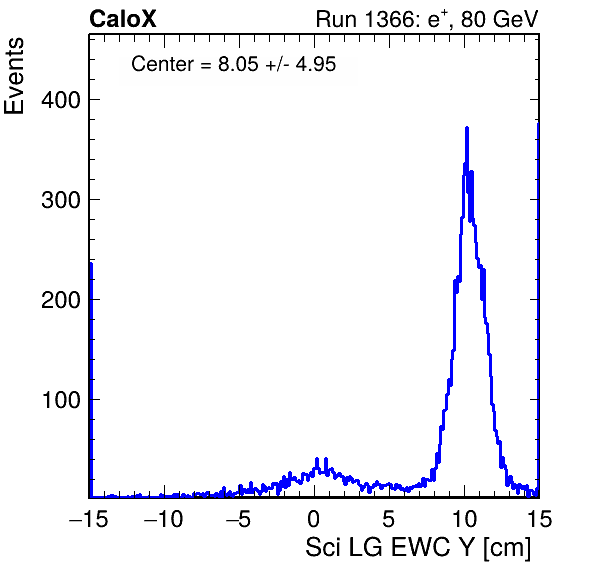 CaloX Run 1366: e⁺, 80 GeV
Center = 8.05 +/- 4.95
Events
400
300
200
100
−15 −10 −5 0 5 10 15
Sci LG EWC Y [cm]